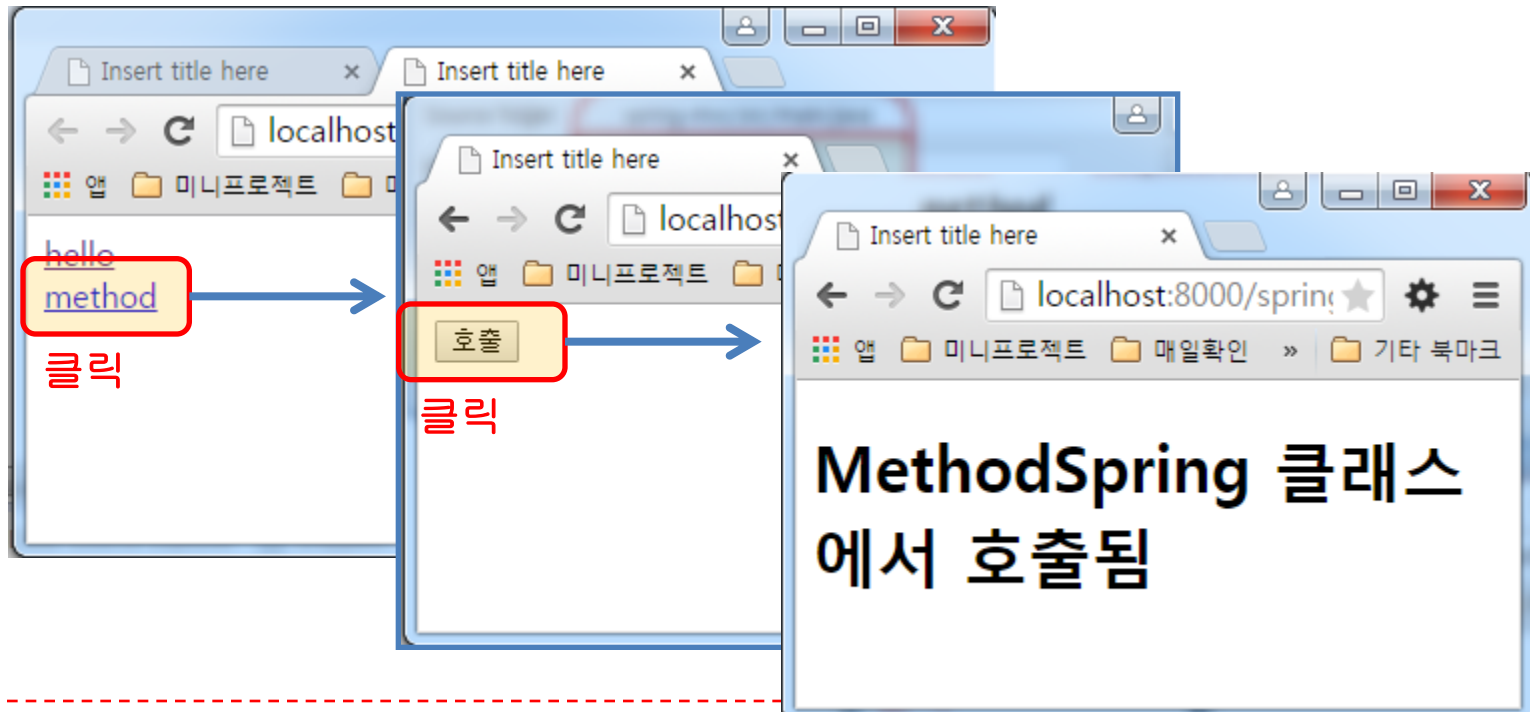 Insert title here
Insert title here
localhost
앱 미니프로젝트
hello
method
클릭
Insert title here
localhost
앱 미니프로젝트
호출
클릭
Insert title here
localhost:8000/spring
앱 미니프로젝트 매일확인 » 기타 북마크
MethodSpring 클래스
에서 호출됨